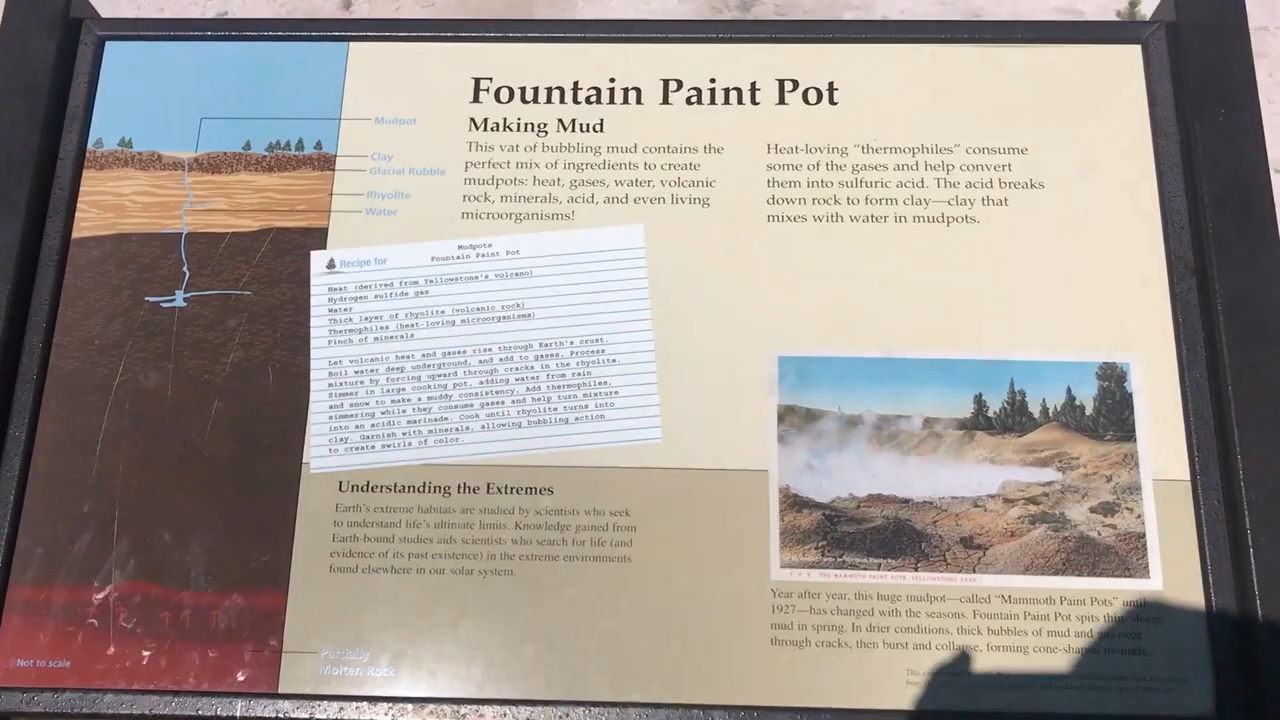 Fountain Paint Pot
Making Mud
This vat of bubbling mud contains the
perfect mix of ingredients to create
mudpots: heat, gases, water, volcanic
rock, minerals, acid, and even living
microorganisms!
Heat-loving “thermophiles” consume
some of the gases and help convert
them into sulfuric acid. The acid breaks
down rock to form clay—clay that
mixes with water in mudpots.
Mudpot
Clay
Glacial Rubble
Rhyolite
Water
Recipe for
Mudpots
Fountain Paint Pot
Heat (derived from Yellowstone's volcano)
Hydrogen sulfide gas
Water
Thick layer of rhyolite (volcanic rock)
Thermophiles (heat-loving microorganisms)
Pinch of minerals
Let volcanic heat and gases rise through Earth's crust.
Boil water deep underground, and add to gases. Process
mixture by forcing upward through cracks in the rhyolite.
Simmer in large cooking pot, adding water from rain
and snow to make a muddy consistency. Add thermophiles,
simmering while they consume gases and help turn mixture
into an acidic marinade. Cook until rhyolite turns into
clay. Garnish with minerals, allowing bubbling action
to create swirls of color.
Understanding the Extremes
Earth's extreme habitats are studied by scientists who seek
to understand life's ultimate limits. Knowledge gained from
Earth-bound studies aids scientists who search for life (and
evidence of its past existence) in the extreme environments
found elsewhere in our solar system.
THE MAMMOTH PAINT POTS, YELLOWSTONE PARK
Year after year, this huge mudpot—called “Mammoth Paint Pots” until
1927—has changed with the seasons. Fountain Paint Pot spits thin, soupy
mud in spring. In drier conditions, thick bubbles of mud and gas ooze
through cracks, then burst and collapse, forming cone-shaped mounds.
Partially
Molten Rock
Not to scale